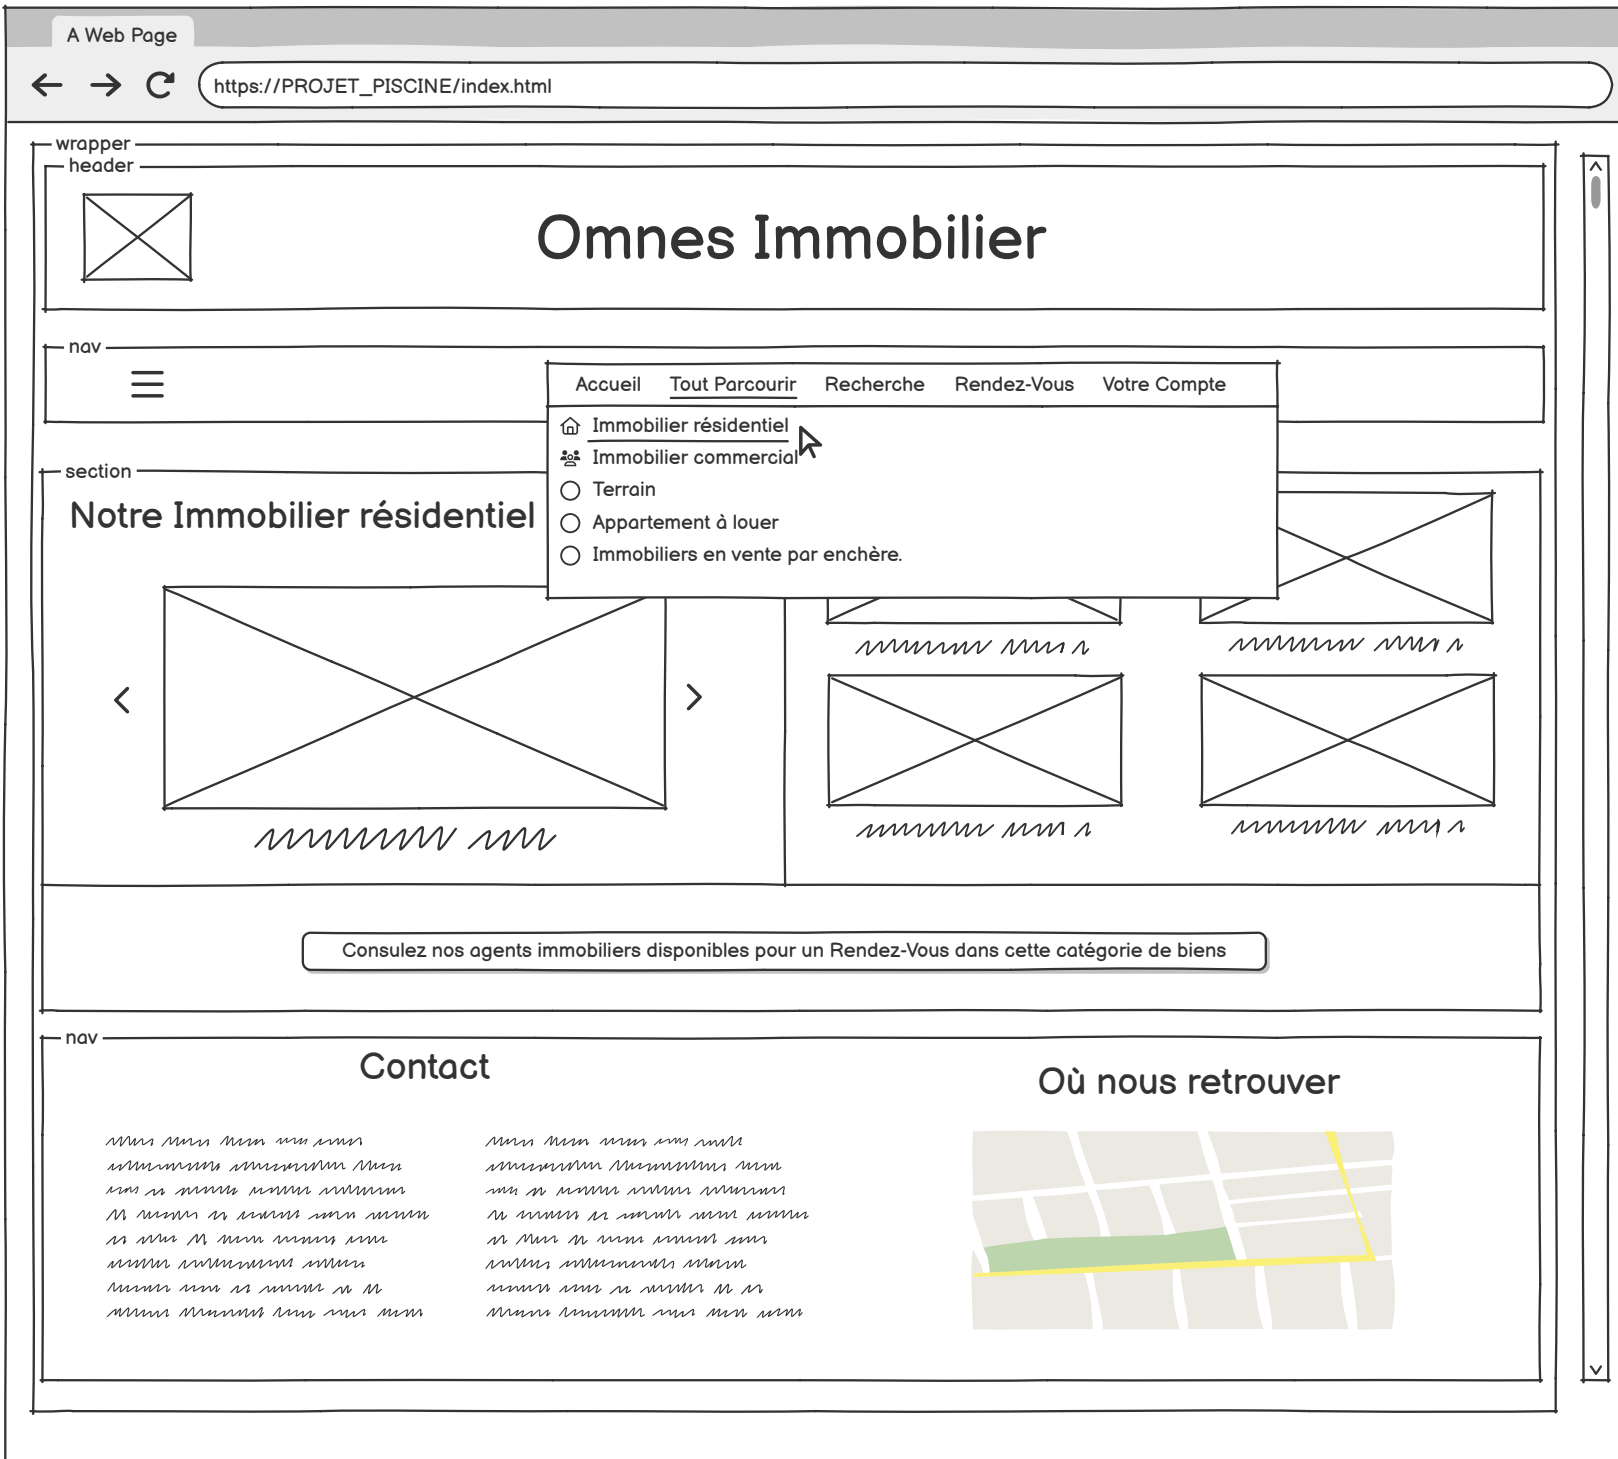 A Web Page
https://PROJET_PISCINE/index.html
wrapper
header
Omnes Immobilier
nav
Accueil Tout Parcourir Recherche Rendez-Vous Votre Compte
Immobilier résidentiel
Immobilier commercial
Terrain
Appartement à louer
Immobiliers en vente par enchère.
section
Notre Immobilier résidentiel
Consulez nos agents immobiliers disponibles pour un Rendez-Vous dans cette catégorie de biens
nav
Contact
Où nous retrouver